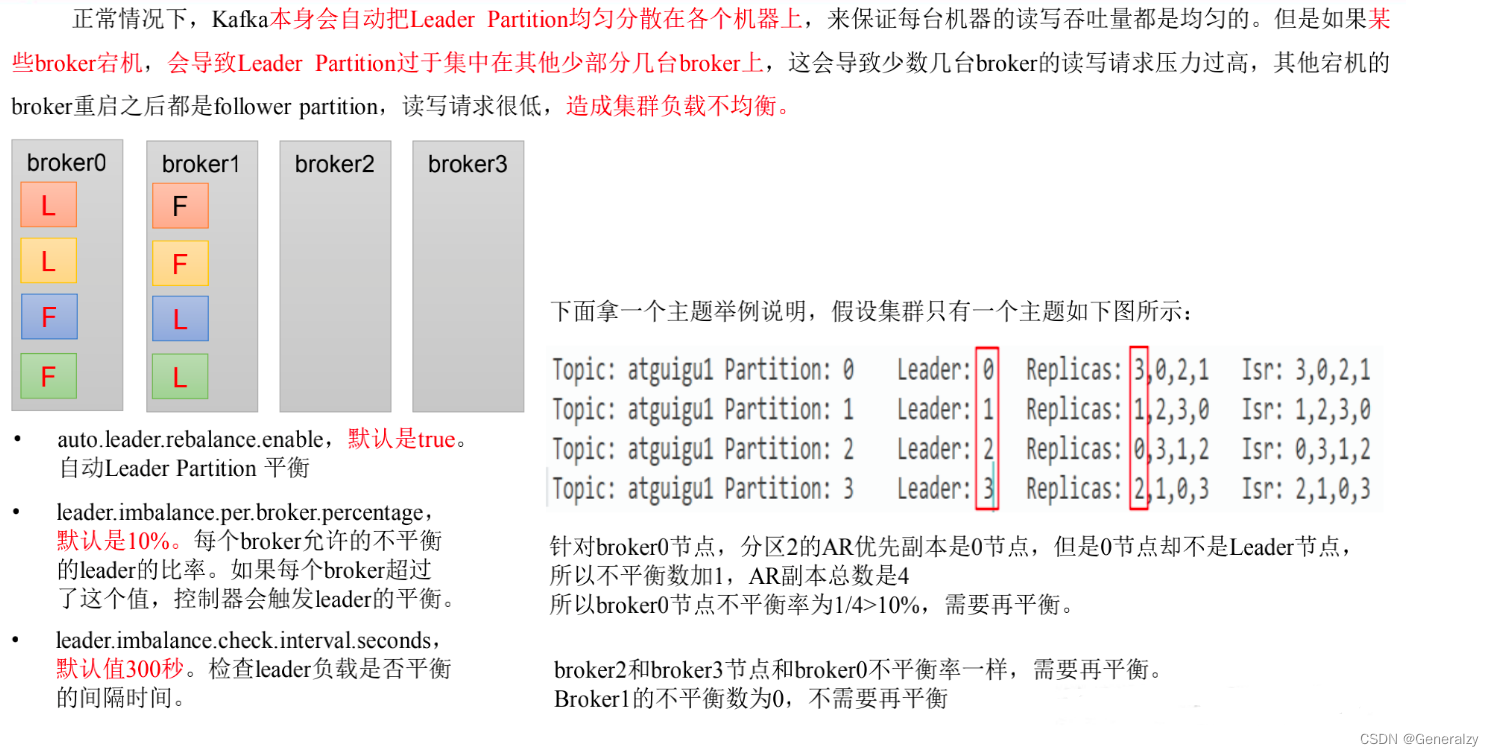 正常情况下，Kafka本身会自动把Leader Partition均匀分散在各个机器上，来保证每台机器的读写吞吐量都是均匀的。但是如果某
些broker宕机，会导致Leader Partition过于集中在其他少部分几台broker上，这会导致少数几台broker的读写请求压力过高，其他宕机的
broker重启之后都是follower partition，读写请求很低，造成集群负载不均衡。
broker0
L
L
F
F
broker1
F
F
L
L
broker2
broker3
• auto.leader.rebalance.enable，默认是true。
自动Leader Partition 平衡
• leader.imbalance.per.broker.percentage，
默认是10%。每个broker允许的不平衡
的leader的比率。如果每个broker超过
了这个值，控制器会触发leader的平衡。
• leader.imbalance.check.interval.seconds，
默认值300秒。检查leader负载是否平衡
的间隔时间。
下面拿一个主题举例说明，假设集群只有一个主题如下图所示：
Topic: atguigu1 Partition: 0 Leader: 0 Replicas: 3,0,2,1 Isr: 3,0,2,1
Topic: atguigu1 Partition: 1 Leader: 1 Replicas: 1,2,3,0 Isr: 1,2,3,0
Topic: atguigu1 Partition: 2 Leader: 2 Replicas: 0,3,1,2 Isr: 0,3,1,2
Topic: atguigu1 Partition: 3 Leader: 3 Replicas: 2,1,0,3 Isr: 2,1,0,3
针对broker0节点，分区2的AR优先副本是0节点，但是0节点却不是Leader节点，
所以不平衡数加1，AR副本总数是4
所以broker0节点不平衡率为1/4>10%，需要再平衡。
broker2和broker3节点和broker0不平衡率一样，需要再平衡。
Broker1的不平衡数为0，不需要再平衡
CSDN @Generalzy